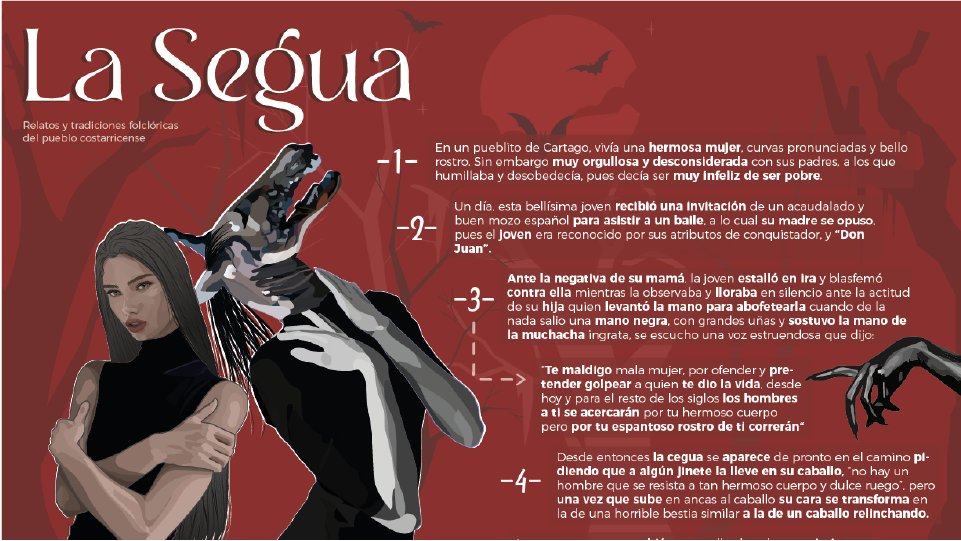 La Segua
Relatos y tradiciones folclóricas
del pueblo costarricense
-1-
En un pueblito de Cartago, vivía una hermosa mujer, curvas pronunciadas y bello
rostro. Sin embargo muy orgullosa y desconsiderada con sus padres, a los que
humillaba y desobedecía, pues decía ser muy infeliz de ser pobre.
-2-
Un día, esta bellísima joven recibió una invitación de un acaudalado y
buen mozo español para asistir a un baile, a lo cual su madre se opuso,
pues el joven era reconocido por sus atributos de conquistador, y “Don
Juan”.
-3-
Ante la negativa de su mamá, la joven estalló en ira y blasfemó
contra ella mientras la observaba y lloraba en silencio ante la actitud
de su hija quien levantó la mano para abofetearla cuando de la
nada salio una mano negra, con grandes uñas y sostuvo la mano de
la muchacha ingrata, se escucho una voz estruendosa que dijo:
"Te maldigo mala mujer, por ofender y pre-
tender golpear a quien te dio la vida, desde
hoy y para el resto de los siglos los hombres
a ti se acercarán por tu hermoso cuerpo
pero por tu espantoso rostro de ti correrán"
-4-
Desde entonces la cegua se aparece de pronto en el camino pi-
diendo que a algún jinete la lleve en su caballo, "no hay un
hombre que se resista a tan hermoso cuerpo y dulce ruego", pero
una vez que sube en ancas al caballo su cara se transforma en
la de una horrible bestia similar a la de un caballo relinchando.